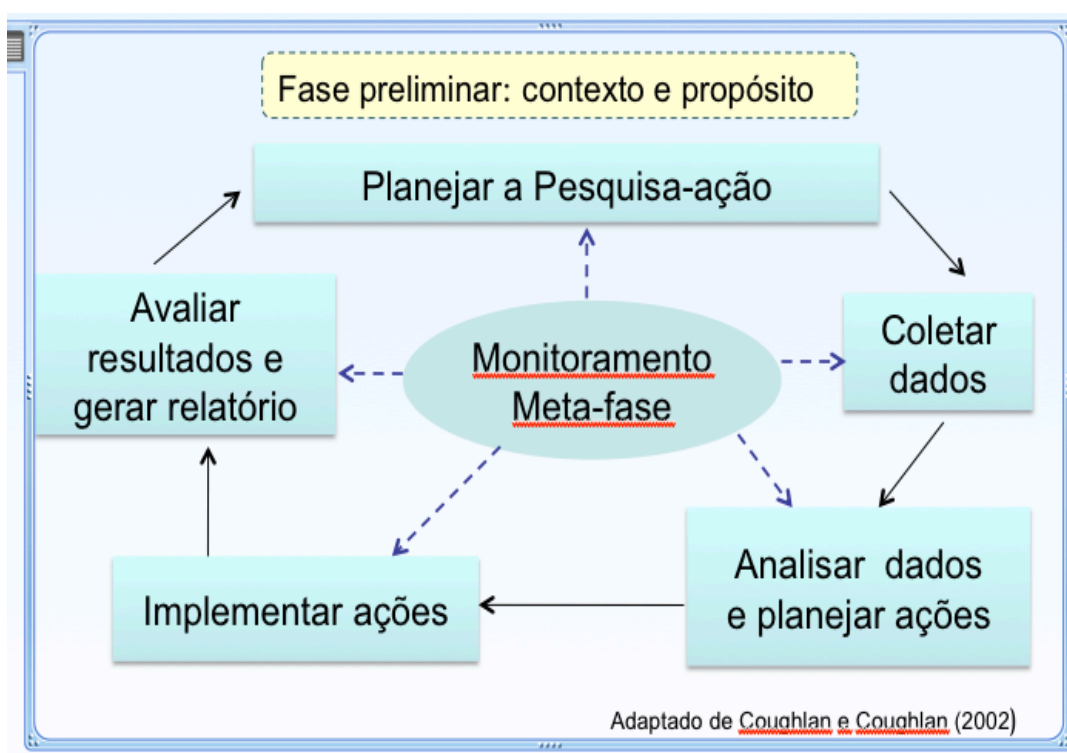 Fase preliminar: contexto e propósito
Planejar a Pesquisa-ação
Avaliar
resultados e
gerar relatório
Monitoramento
Meta-fase
Coletar
dados
Implementar ações
Analisar dados
e planejar ações
Adaptado de Coughlan e Coughlan (2002)